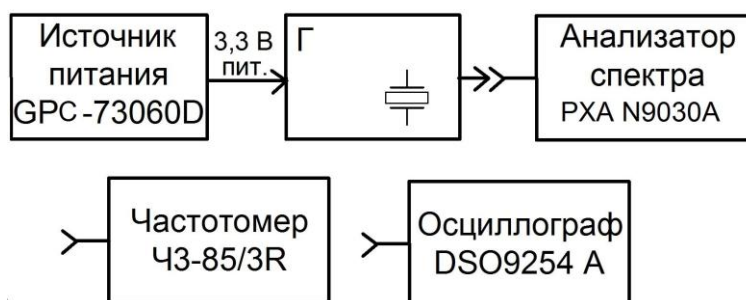 Источник
питания
GPC-73060D
3,3 В
пит.
Г
Анализатор
спектра
PXA N9030A
Частотомер
Ч3-85/3R
Осциллограф
DSO9254 A